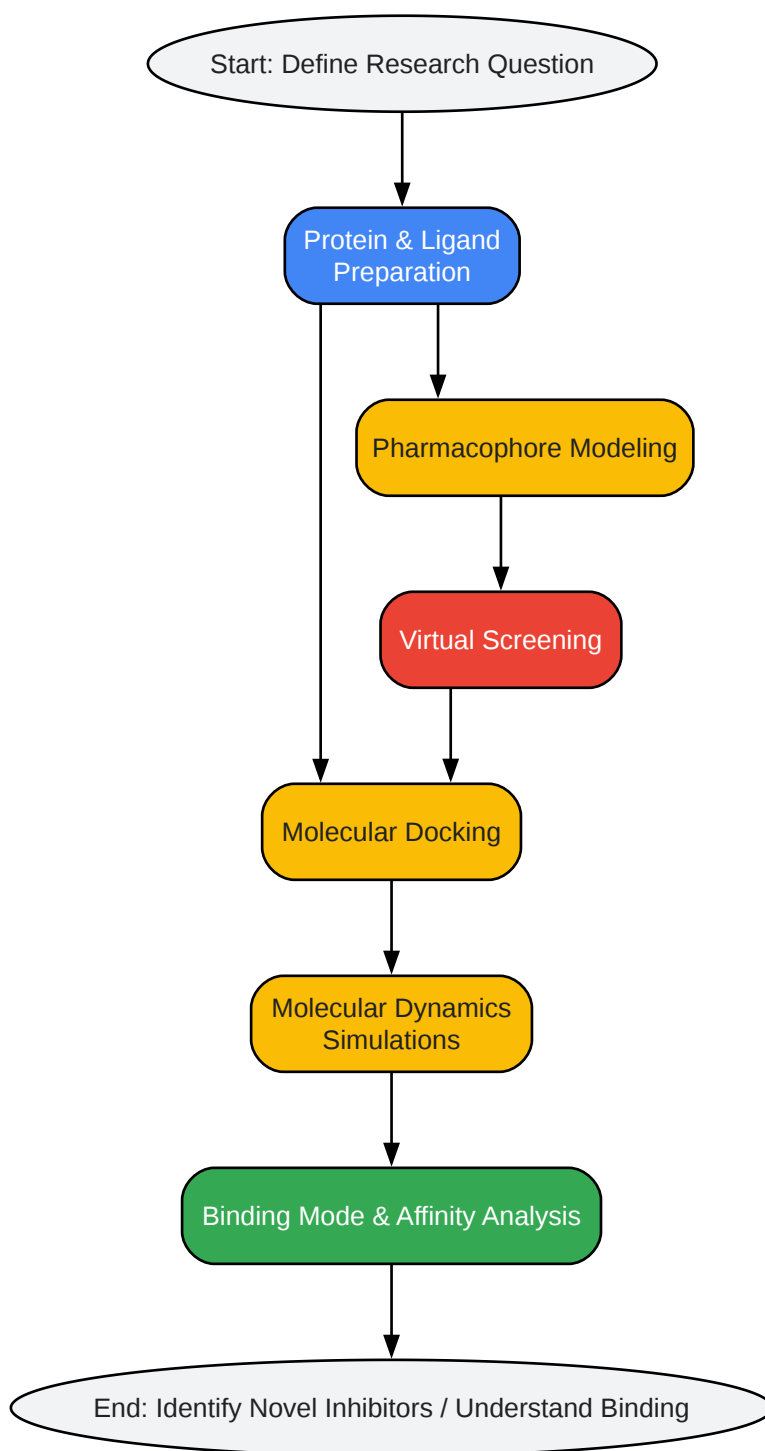 Start: Define Research Question
Protein & Ligand
Preparation
Pharmacophore Modeling
Virtual Screening
Molecular Docking
Molecular Dynamics
Simulations
Binding Mode & Affinity Analysis
End: Identify Novel Inhibitors / Understand Binding